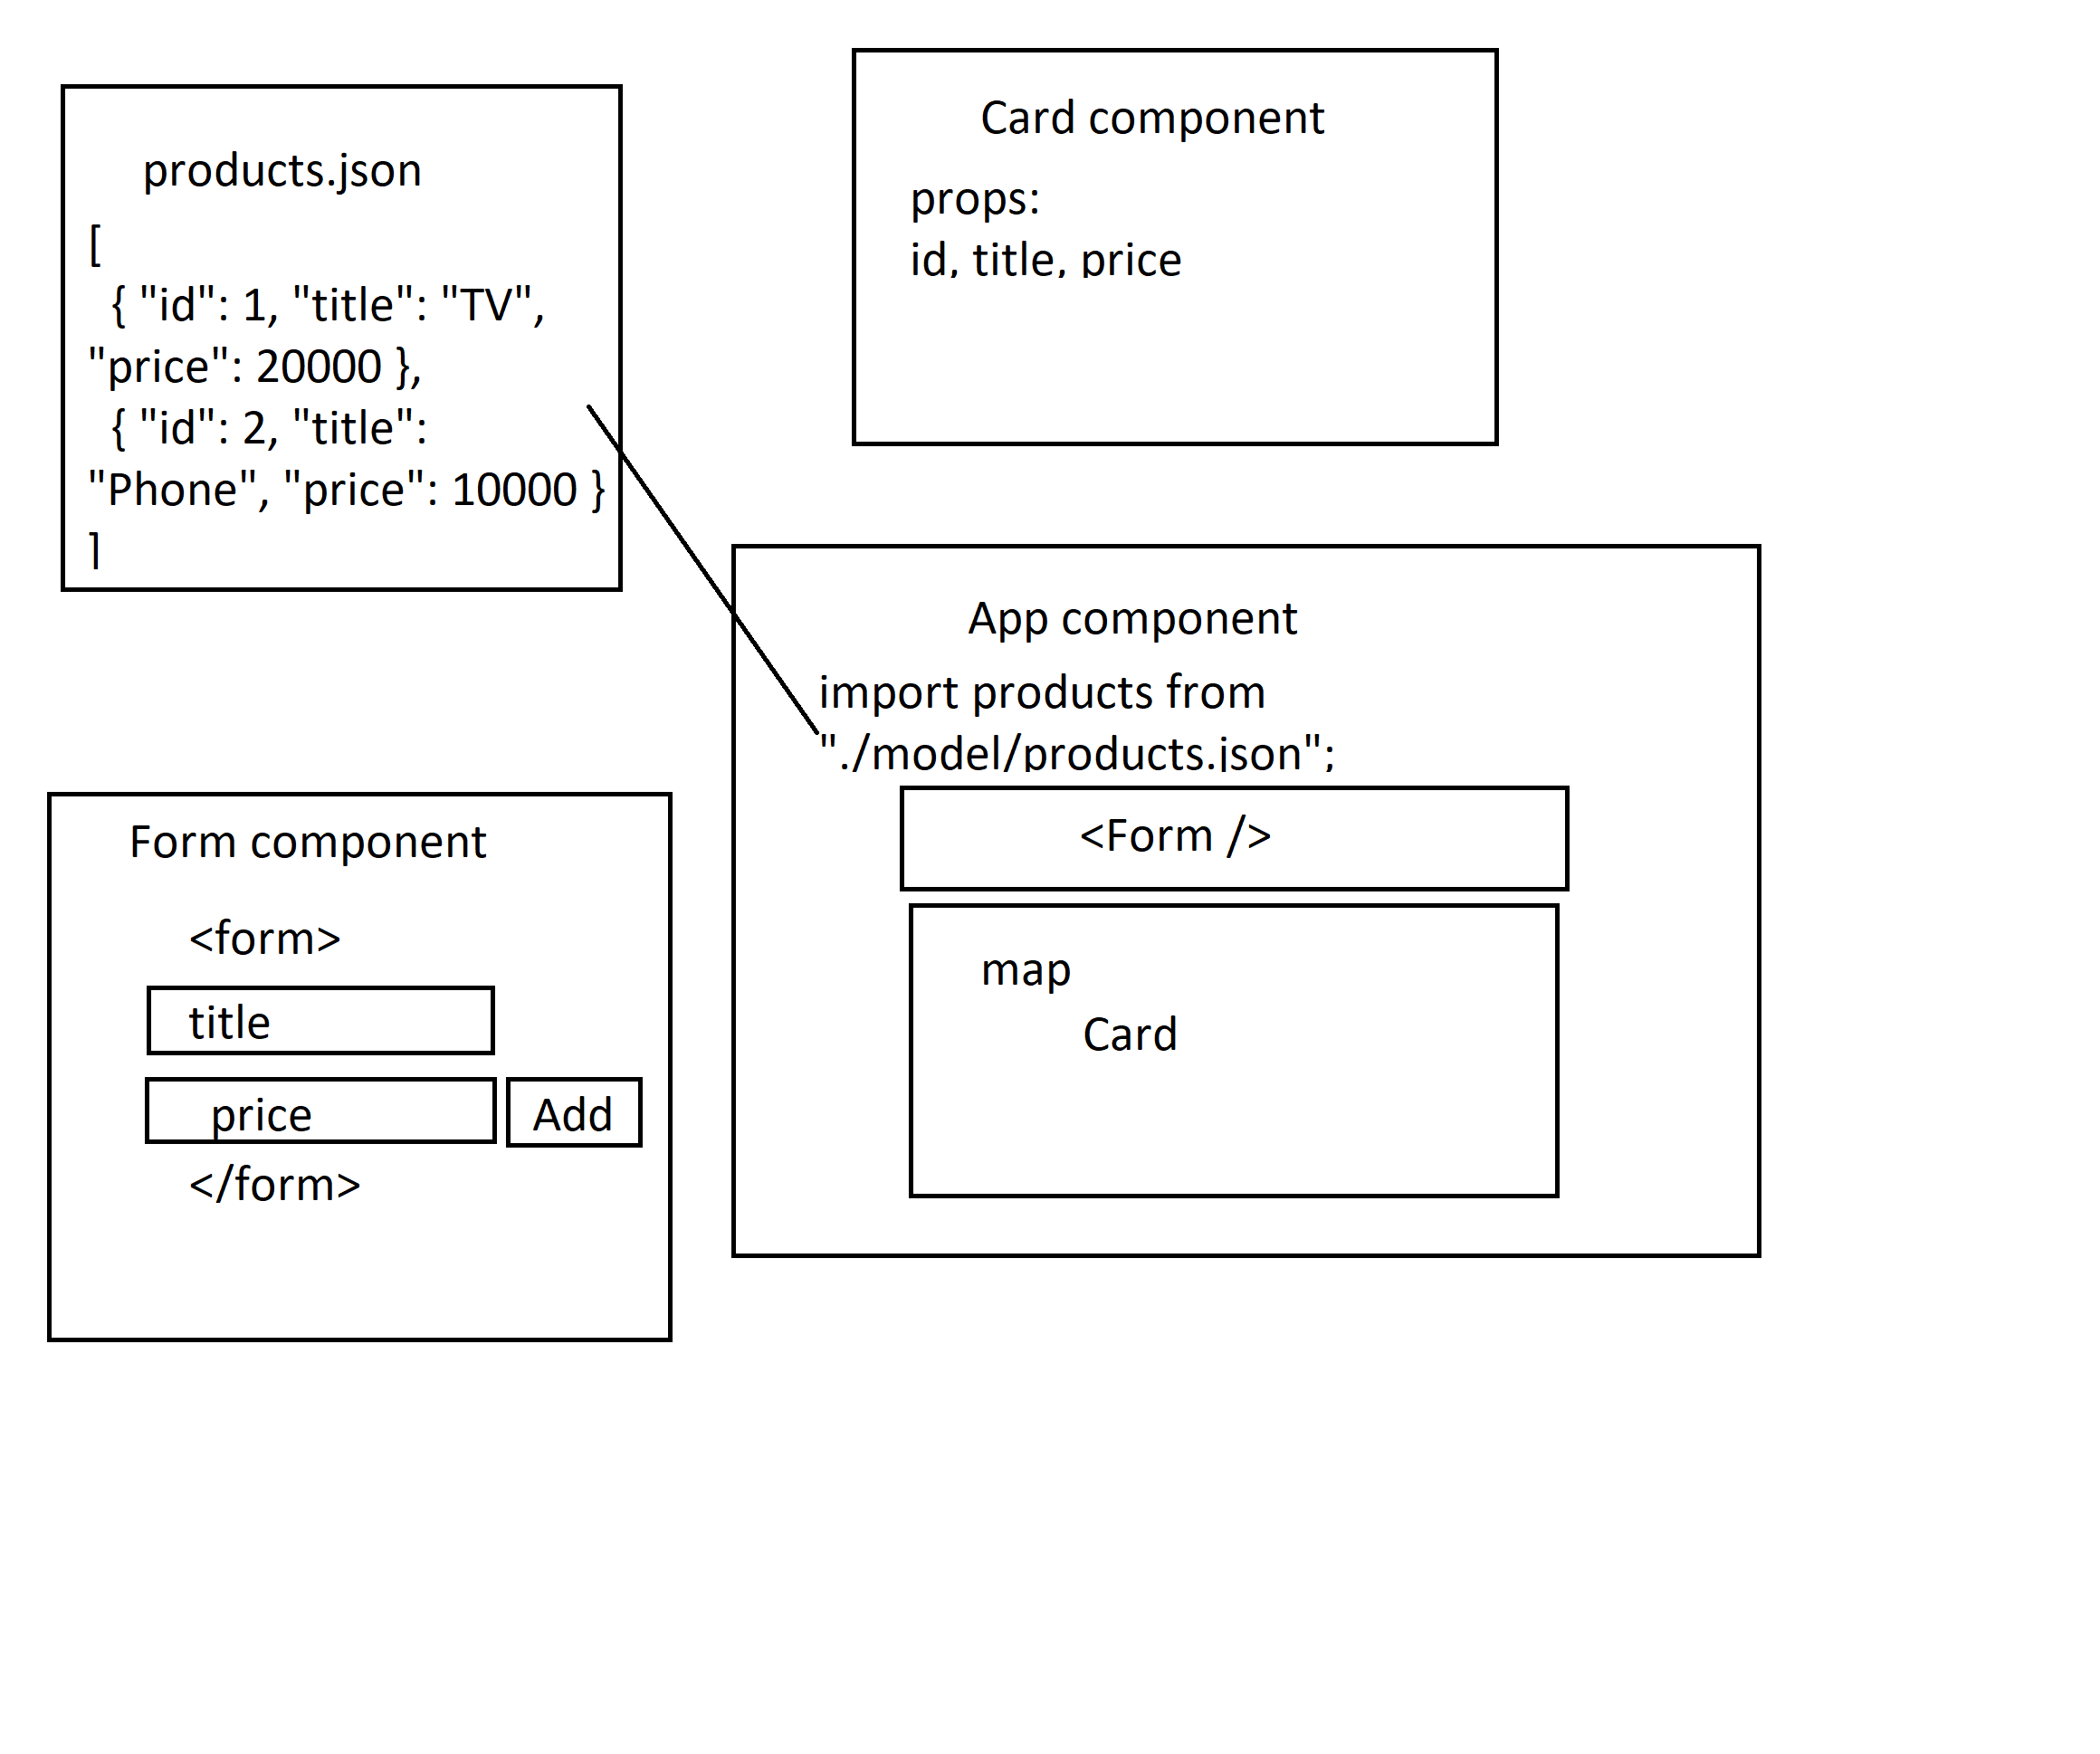 products.json
[
  { "id": 1, "title": "TV",
"price": 20000 },
  { "id": 2, "title":
"Phone", "price": 10000 }
]
Card component
props:
id, title, price
App component
import products from
"./model/products.json";
<Form />
map
Card
Form component
<form>
title
price
Add
</form>